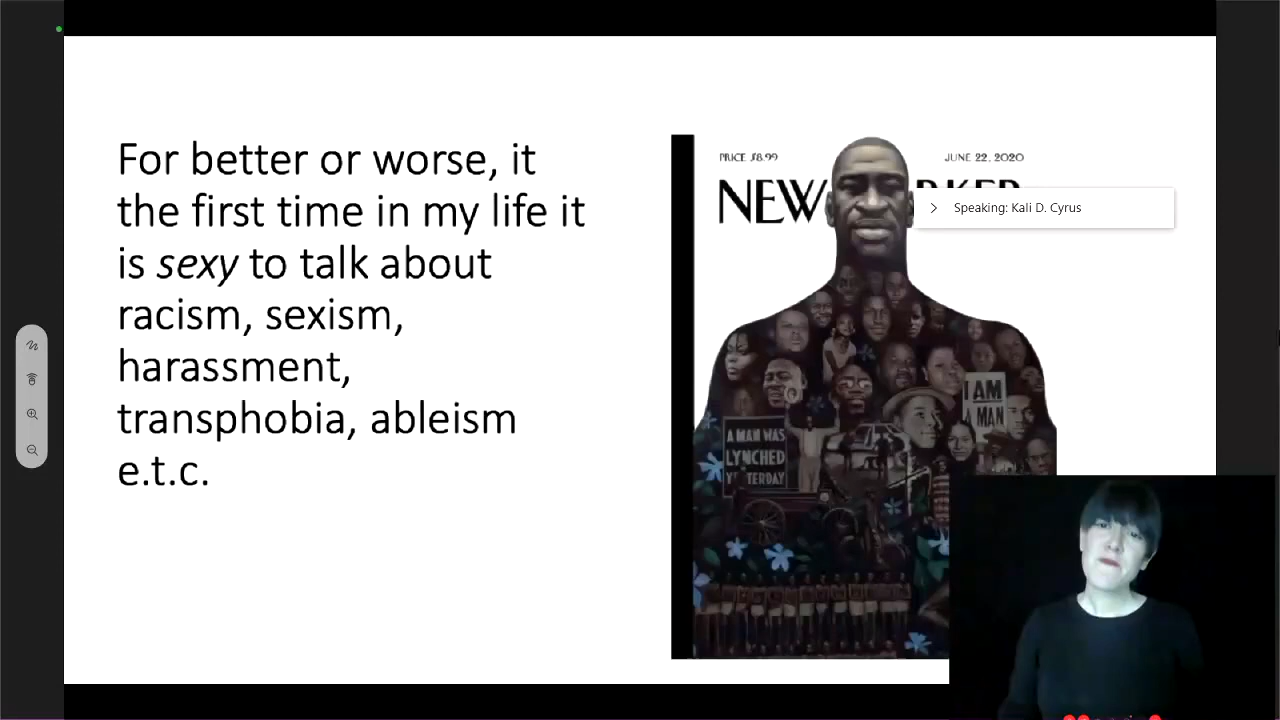 For better or worse, it
the first time in my life it
is sexy to talk about
racism, sexism,
harassment,
transphobia, ableism
e.t.c.
PRICE $8.99
JUNE 22, 2020
NEW
Speaking: Kali D. Cyrus
I AM
A MAN
A MAN WAS
LYNCHED
YESTERDAY